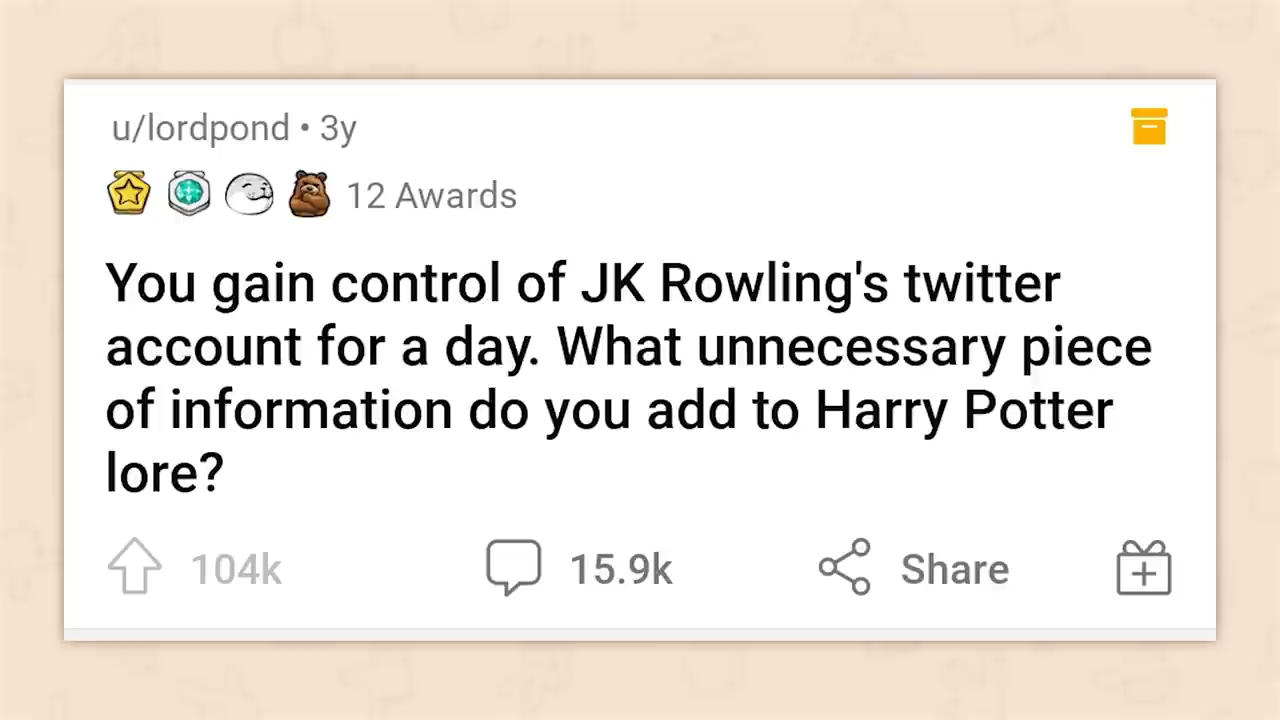 u/lordpond • 3y
12 Awards
You gain control of JK Rowling's twitter
account for a day. What unnecessary piece
of information do you add to Harry Potter
lore?
104k 15.9k Share